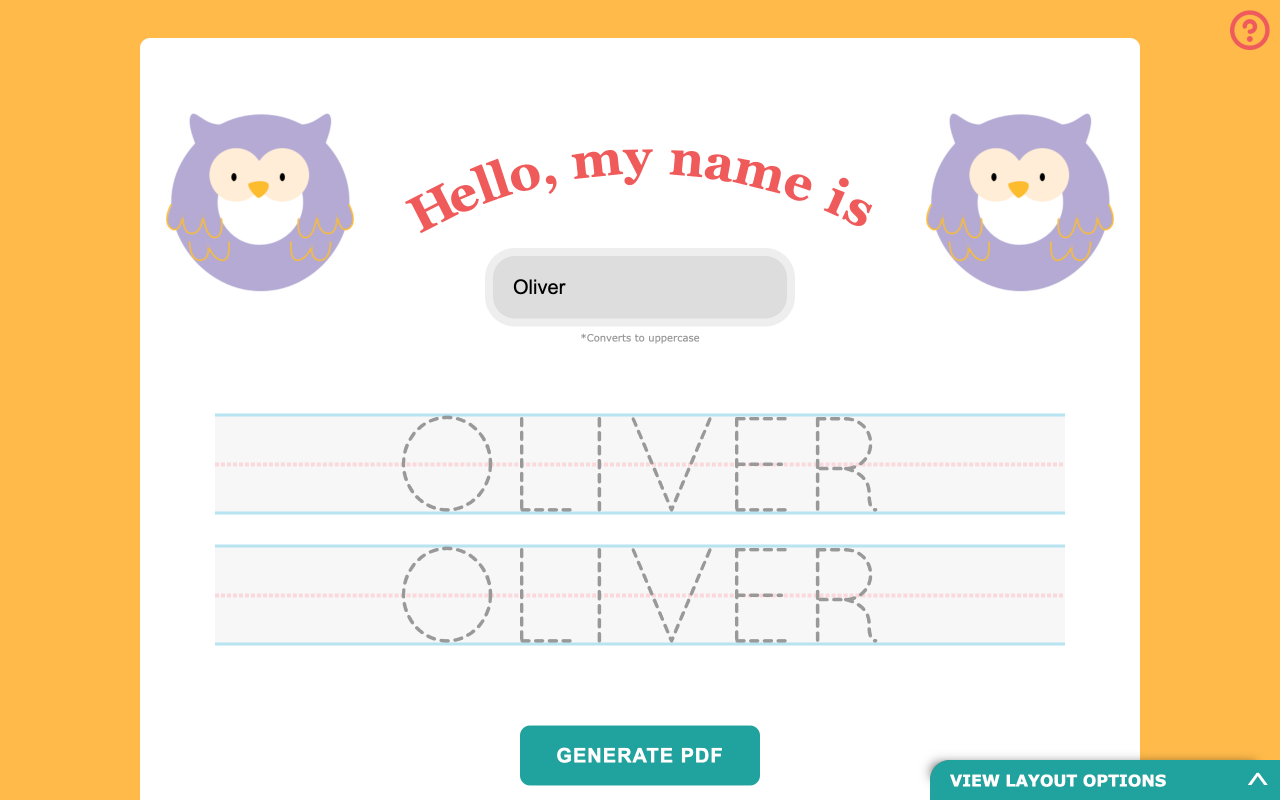 Hello, my name is
Oliver
*Converts to uppercase
OLIVER
OLIVER
GENERATE PDF
VIEW LAYOUT OPTIONS
?